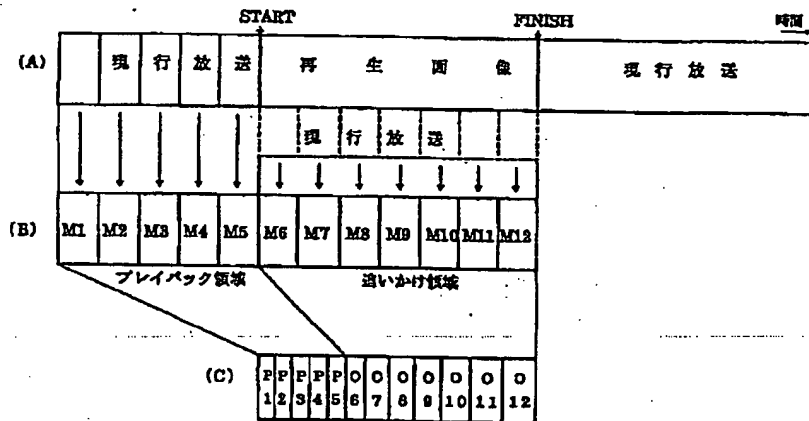 START FINISH 時間
(A) 現 行 放 送 再 生 画 像 現 行 放 送
現 行 放 送
(B) M1 M2 M3 M4 M5 M6 M7 M8 M9 M10 M11 M12
プレイバック領域 追いかけ領域
(C) P1 P2 P3 P4 P5 O6 O7 O8 O9 O10 O11 O12